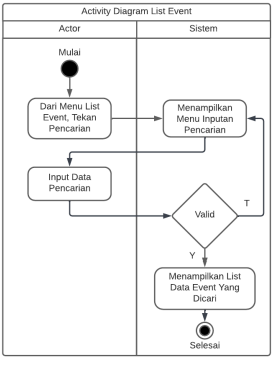 Activity Diagram List Event
Actor
Sistem
Mulai
Dari Menu List
Event, Tekan
Pencarian
Menampilkan
Menu Inputan
Pencarian
Input Data
Pencarian
Valid
T
Y
Menampilkan List
Data Event Yang
Dicari
Selesai